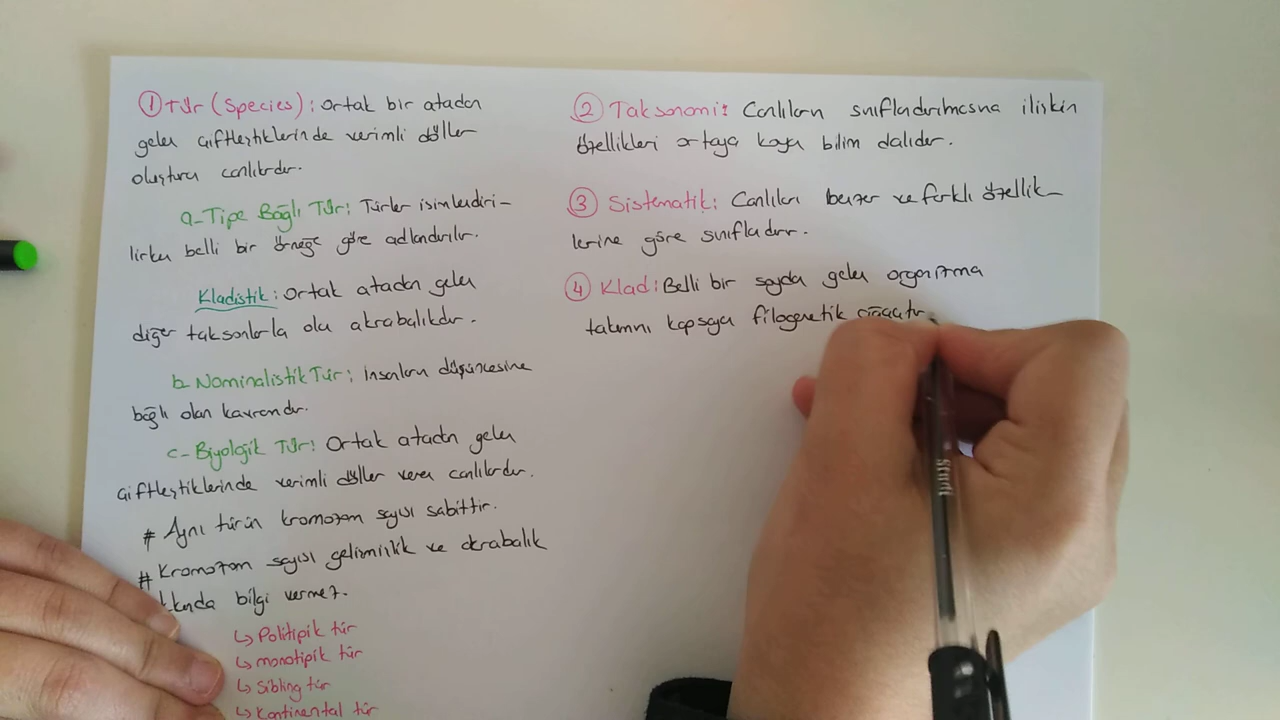 ① Tür (Species): Ortak bir atadan
gelen çiftleştiklerinde verimli döller
oluşturan canlılardır.
a-Tipe Bağlı Tür: Türler isimlendiri-
lirken belli bir örneğe göre adlandırılır.
Kladistik: Ortak atadan gelen
diğer taksonlarla olan akrabalıktır.
b. Nominalistik Tür: insanların düşüncesine
bağlı olan kavramdır.
c- Biyolojik Tür: Ortak atadan gelen
çiftleştiklerinde verimli döller veren canlılardır.
# Aynı türün kromozom sayısı sabittir.
# Kromozom sayısı gelişmişlik ve akrabalık
kkında bilgi vermez.
↳ Politipik tür
↳ monotipik tür
↳ Sibling tür
↳ Kontinental tür
② Taksonomi: Canlıların sınıflandırılmasına ilişkin
özellikleri ortaya koyan bilim dalıdır.
③ Sistematik: Canlıları benzer ve farklı özellik-
lerine göre sınıflandırır.
④ Klad: Belli bir sayıda gelen organizma
takımını kapsayan filogenetik
studi